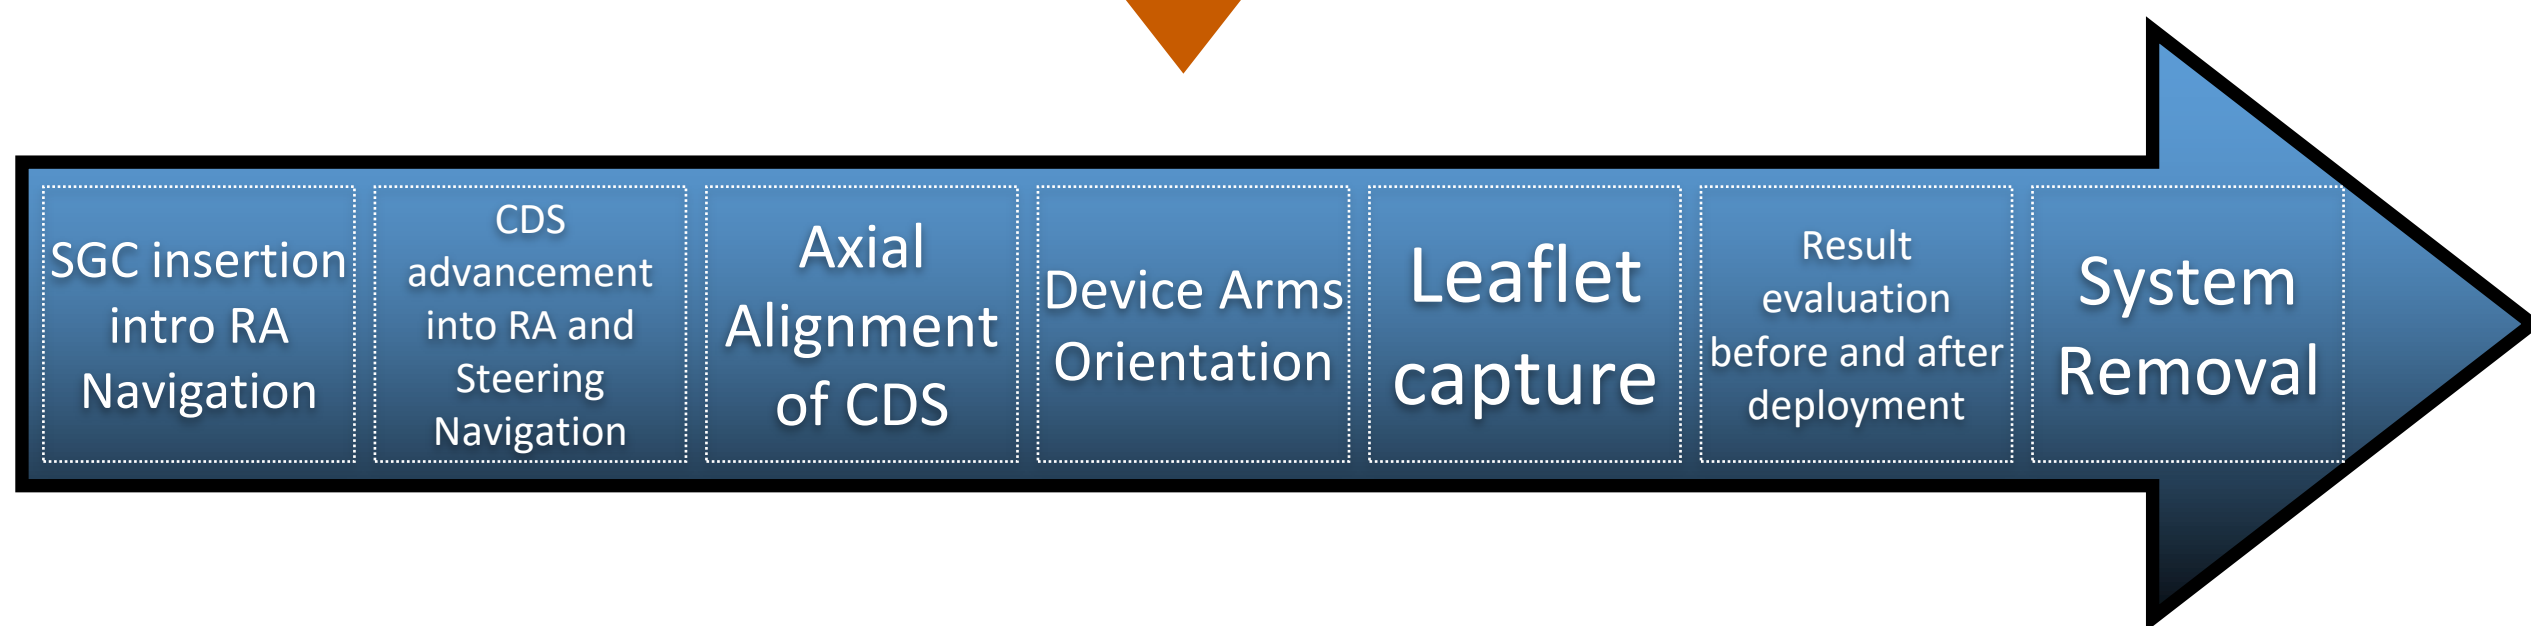 SGC insertion
intro RA
Navigation
CDS
advancement
into RA and
Steering
Navigation
Axial
Alignment
of CDS
Device Arms
Orientation
Leaflet
capture
Result
evaluation
before and after
deployment
System
Removal